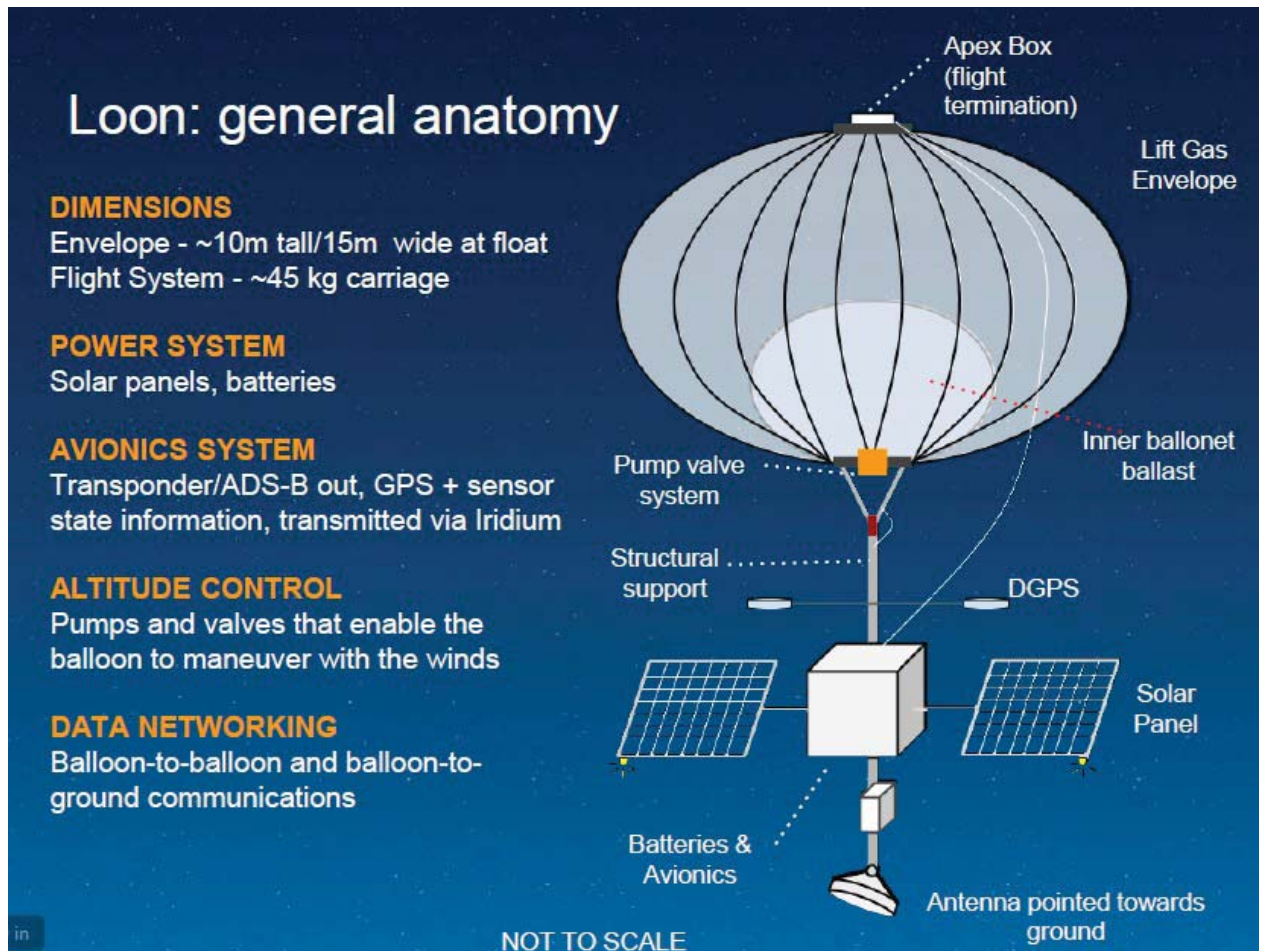 Loon: general anatomy
DIMENSIONS
Envelope - ~10m tall/15m wide at float
Flight System - ~45 kg carriage
POWER SYSTEM
Solar panels, batteries
AVIONICS SYSTEM
Transponder/ADS-B out, GPS + sensor
state information, transmitted via Iridium
ALTITUDE CONTROL
Pumps and valves that enable the
balloon to maneuver with the winds
DATA NETWORKING
Balloon-to-balloon and balloon-to-
ground communications
Apex Box
(flight
termination)
Lift Gas
Envelope
Inner ballonet
ballast
Pump valve
system
Structural
support
DGPS
Solar
Panel
Batteries &
Avionics
Antenna pointed towards
ground
NOT TO SCALE
in